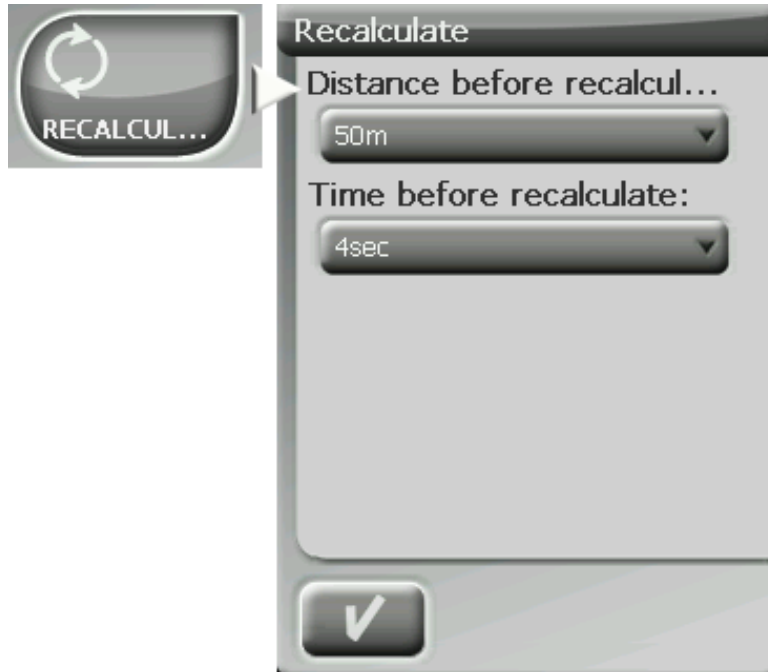 RECALCUL...
Recalculate
Distance before recalcul...
50m
Time before recalculate:
4sec